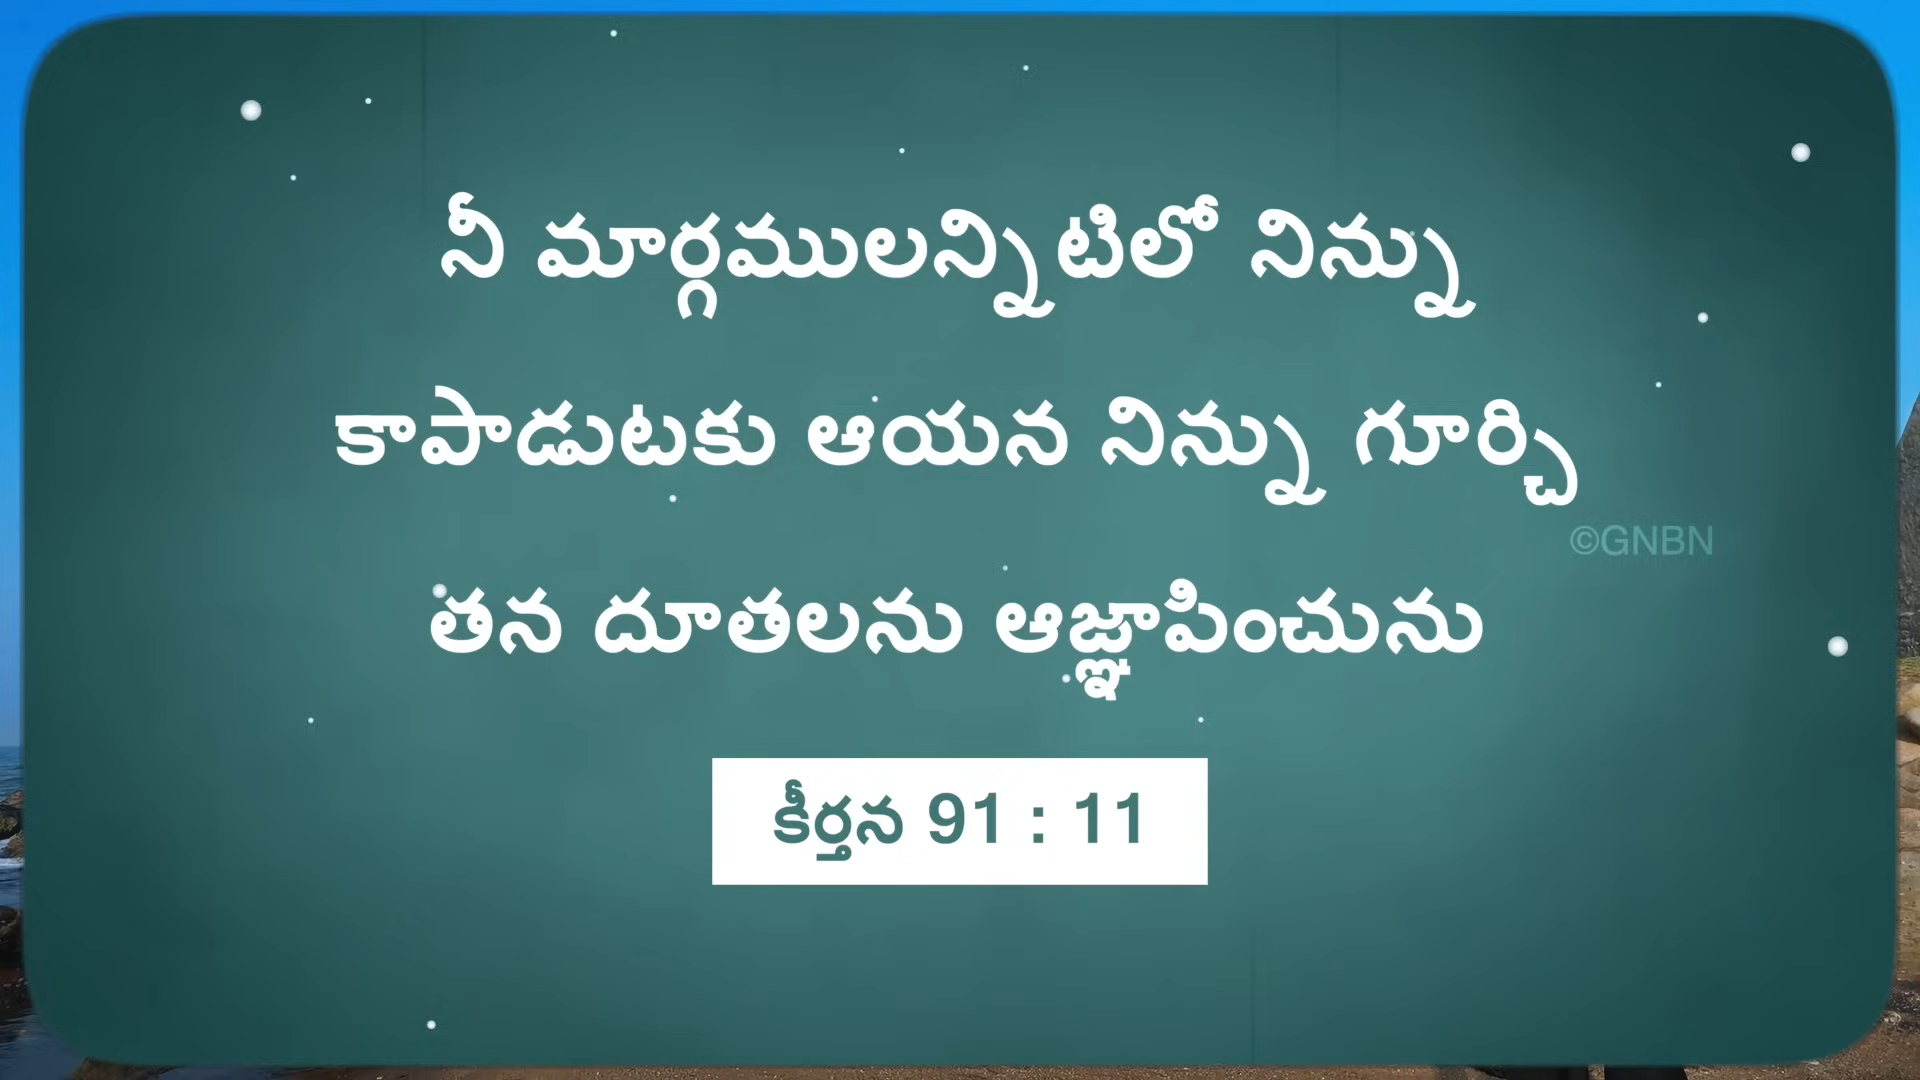 నీ మార్గములన్నిటిలో నిన్ను
కాపాడుటకు ఆయన నిన్ను గూర్చి
©GNBN
తన దూతలను ఆజ్ఞాపించును
కీర్తన 91 : 11